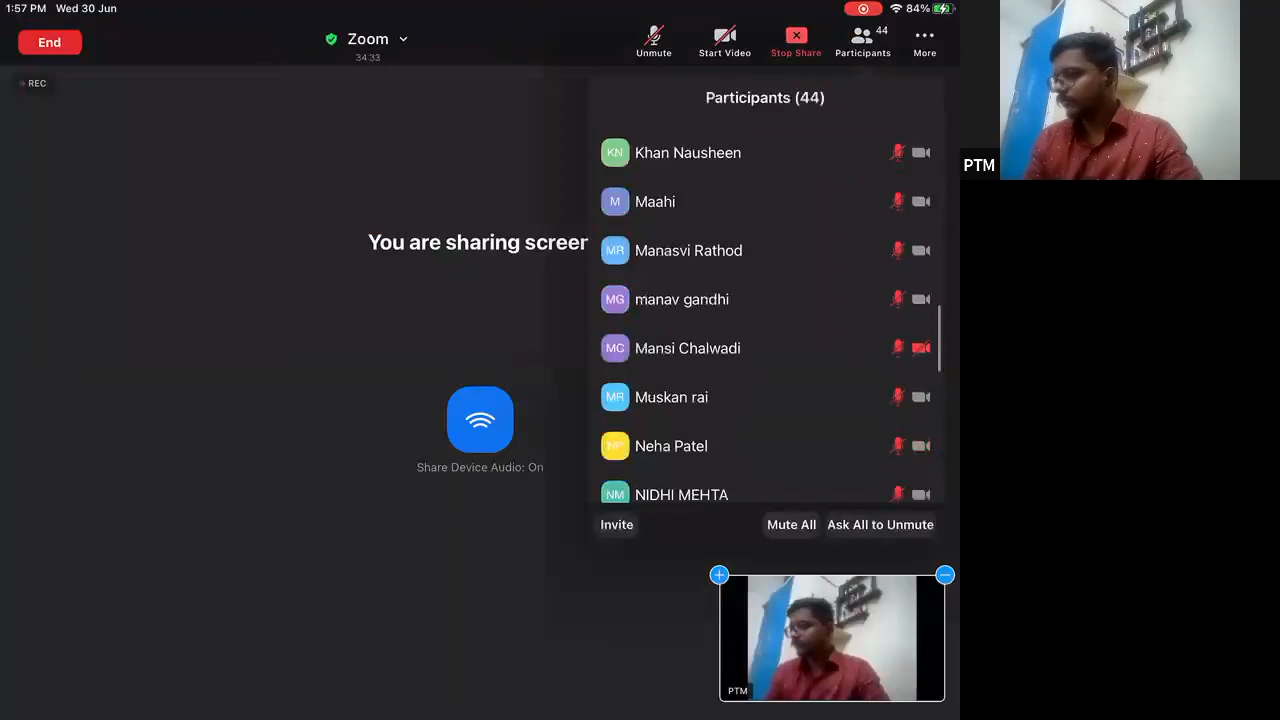 1:57 PM Wed 30 Jun
84%
End
Zoom
34:33
Unmute
Start Video
Stop Share
44
Participants
More
REC
Participants (44)
KN Khan Nausheen
M Maahi
MR Manasvi Rathod
MG manav gandhi
MC Mansi Chalwadi
MR Muskan rai
NP Neha Patel
NM NIDHI MEHTA
You are sharing screen
Share Device Audio: On
Invite
Mute All
Ask All to Unmute
PTM
PTM